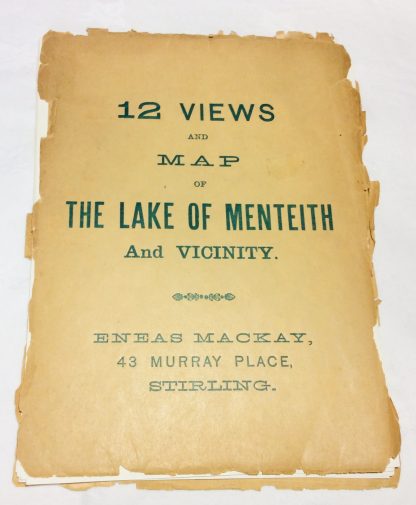 12 VIEWS
AND
MAP
OF
THE LAKE OF MENTEITH
And VICINITY.
ENEAS MACKAY,
43 MURRAY PLACE,
STIRLING.